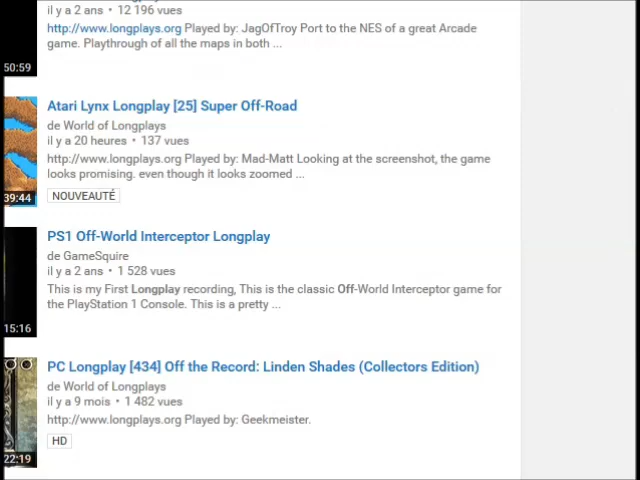 il y a 2 ans • 12 196 vues
http://www.longplays.org Played by: JagOfTroy Port to the NES of a great Arcade
game. Playthrough of all the maps in both ...
50:59
Atari Lynx Longplay [25] Super Off-Road
de World of Longplays
il y a 20 heures • 137 vues
http://www.longplays.org Played by: Mad-Matt Looking at the screenshot, the game
looks promising. even though it looks zoomed ...
39:44
NOUVEAUTÉ
PS1 Off-World Interceptor Longplay
de GameSquire
il y a 2 ans • 1 528 vues
This is my First Longplay recording, This is the classic Off-World Interceptor game for
the PlayStation 1 Console. This is a pretty ...
15:16
PC Longplay [434] Off the Record: Linden Shades (Collectors Edition)
de World of Longplays
il y a 9 mois • 1 482 vues
http://www.longplays.org Played by: Geekmeister.
HD
22:19